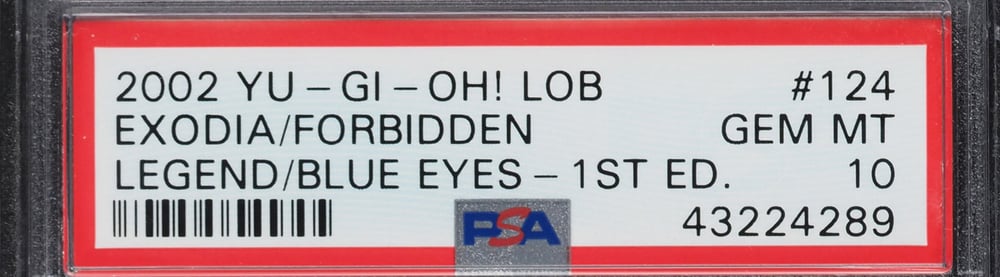 2002 YU-GI-OH! LOB #124
EXODIA/FORBIDDEN GEM MT
LEGEND/BLUE EYES-1ST ED. 10
PSA 43224289